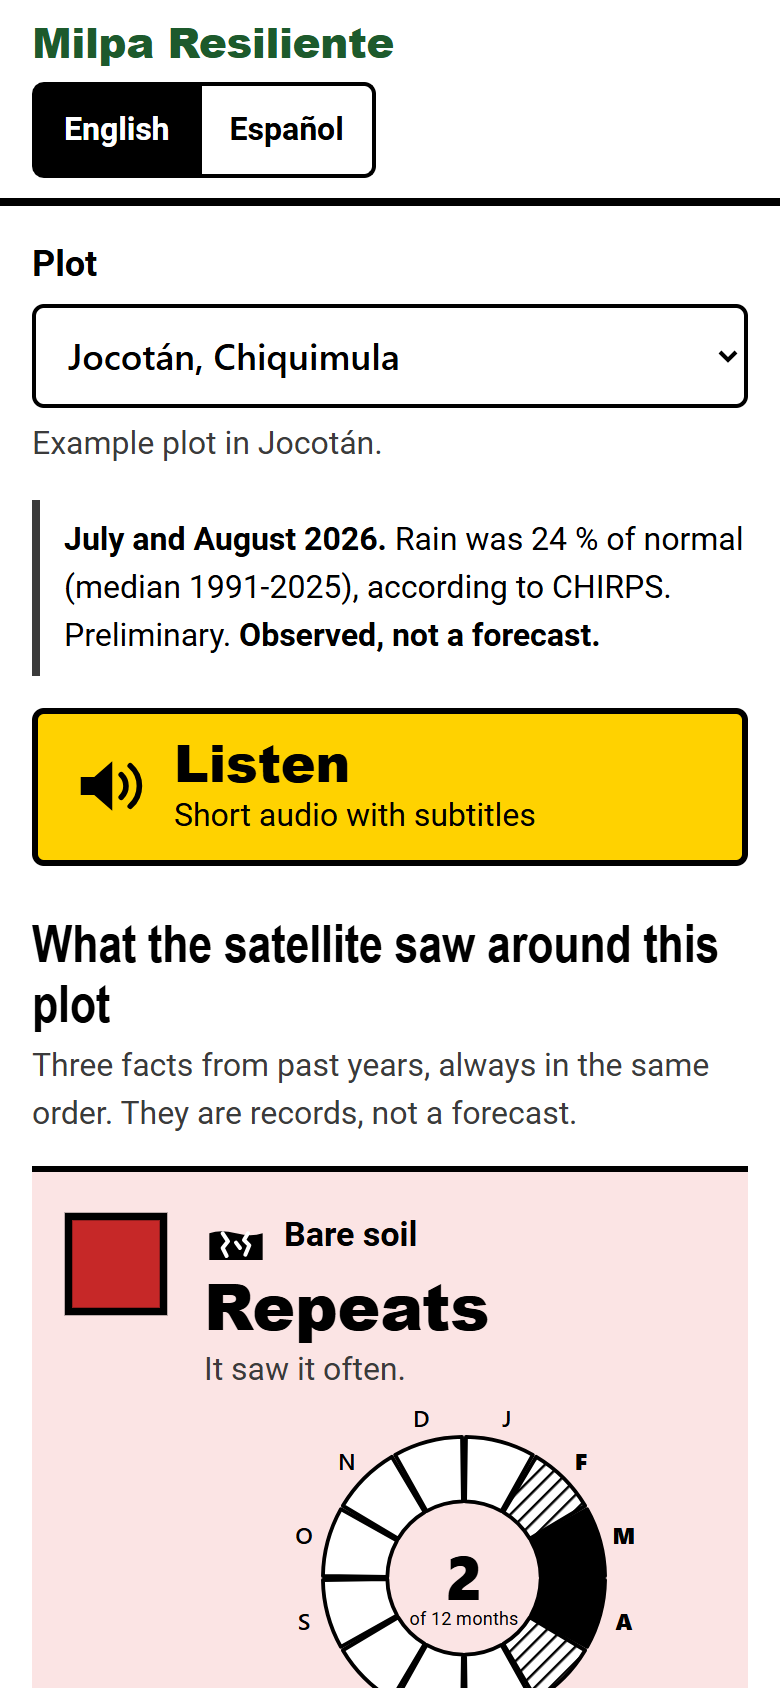 Milpa Resiliente
English Español
Plot
Jocotán, Chiquimula
Example plot in Jocotán.
July and August 2026. Rain was 24 % of normal
(median 1991-2025), according to CHIRPS.
Preliminary. Observed, not a forecast.
Listen
Short audio with subtitles
What the satellite saw around this
plot
Three facts from past years, always in the same
order. They are records, not a forecast.
Bare soil
Repeats
It saw it often.
D J
N F
O M
2
of 12 months
S A